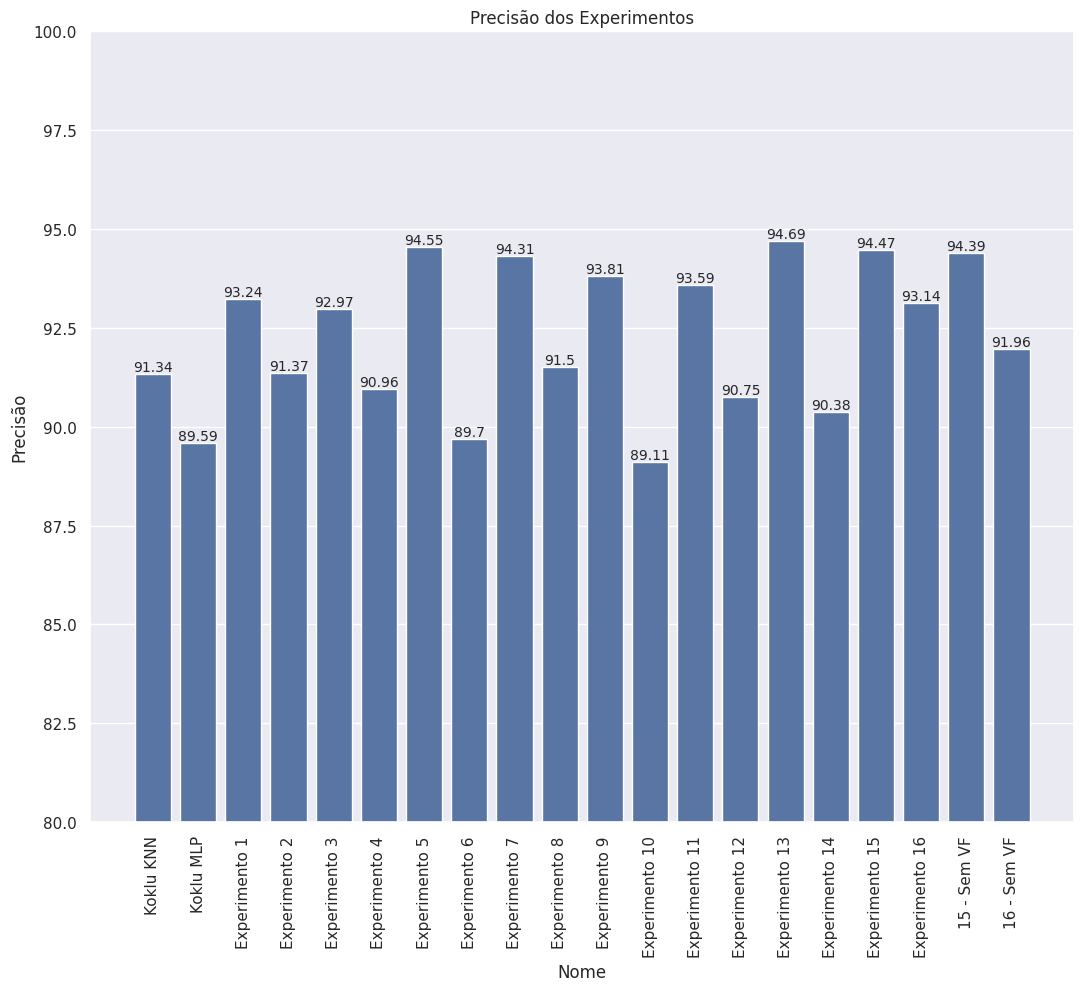 Precisão dos Experimentos
Precisão
100.0
97.5
95.0
92.5
90.0
87.5
85.0
82.5
80.0
91.34
89.59
93.24
91.37
92.97
90.96
94.55
89.7
94.31
91.5
93.81
89.11
93.59
90.75
94.69
90.38
94.47
93.14
94.39
91.96
Koklu KNN
Koklu MLP
Experimento 1
Experimento 2
Experimento 3
Experimento 4
Experimento 5
Experimento 6
Experimento 7
Experimento 8
Experimento 9
Experimento 10
Experimento 11
Experimento 12
Experimento 13
Experimento 14
Experimento 15
Experimento 16
15 - Sem VF
16 - Sem VF
Nome